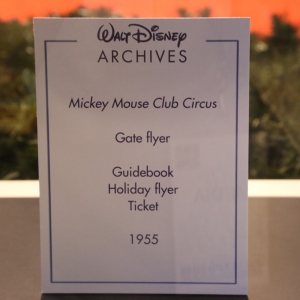 Walt Disney
ARCHIVES
Mickey Mouse Club Circus
Gate flyer
Guidebook
Holiday flyer
Ticket
1955